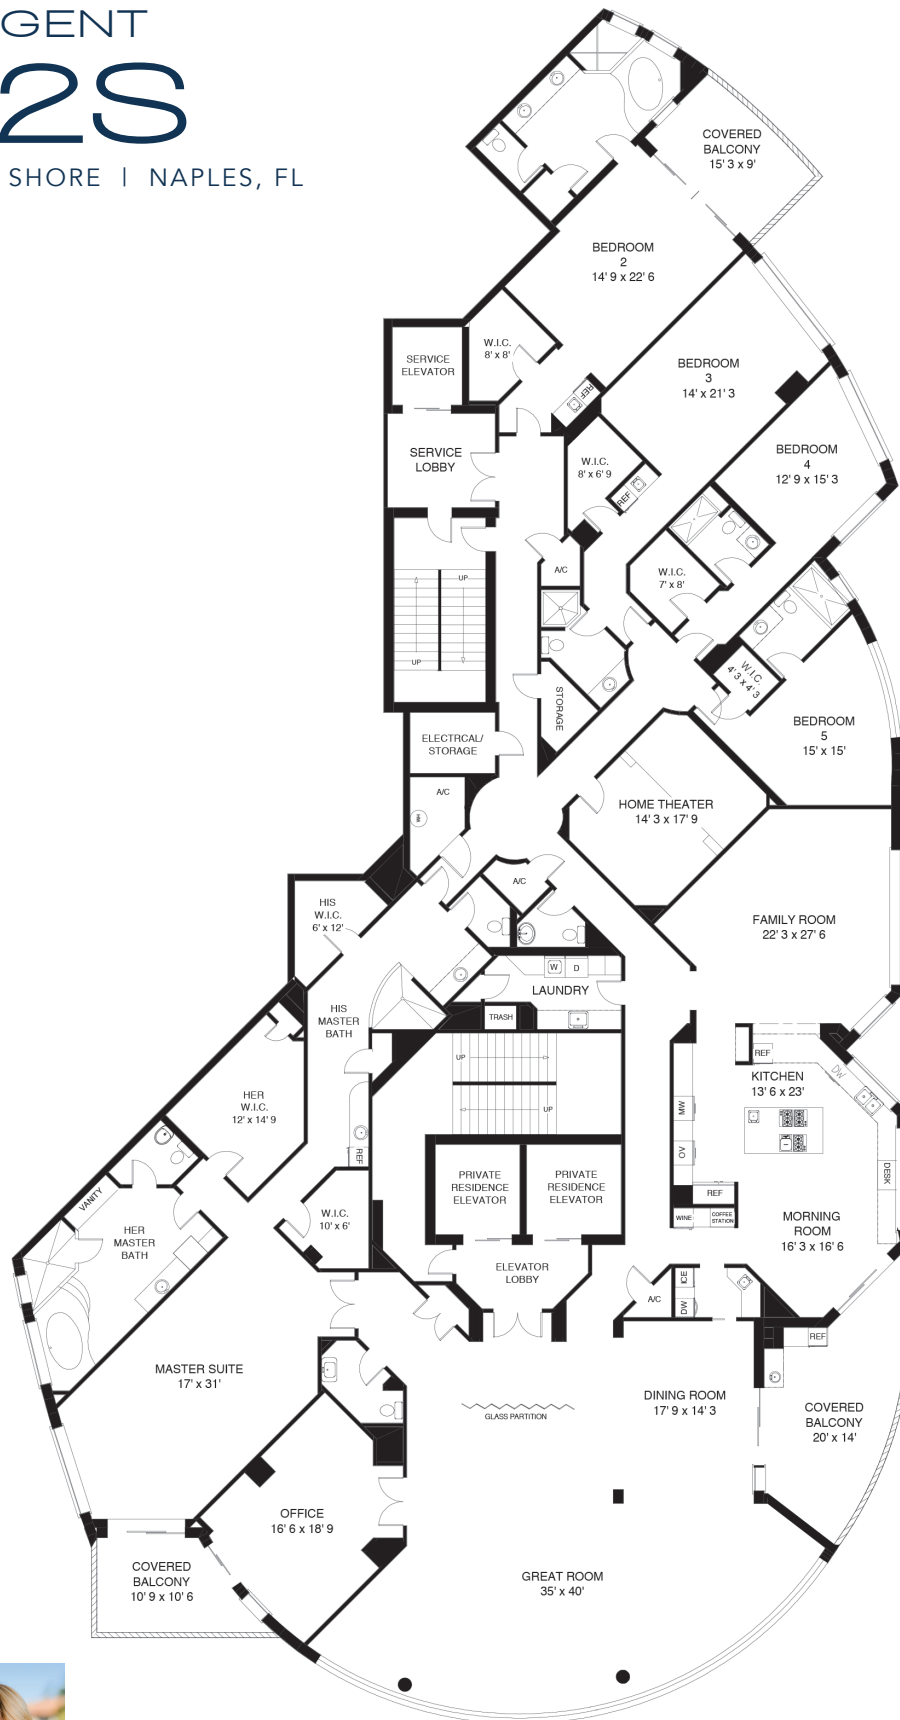 GENT
2S
SHORE | NAPLES, FL
COVERED
BALCONY
15' 3 x 9'
BEDROOM
2
14' 9 x 22' 6
W.I.C.
8' x 8'
SERVICE
ELEVATOR
REF
BEDROOM
3
14' x 21' 3
SERVICE
LOBBY
W.I.C.
8' x 6' 9
REF
BEDROOM
4
12' 9 x 15' 3
A/C
W.I.C.
7' x 8'
UP
UP
W.I.C.
4' 3 x 4' 3
STORAGE
BEDROOM
5
15' x 15'
ELECTRCAL/
STORAGE
A/C
HOME THEATER
14' 3 x 17' 9
A/C
HIS
W.I.C.
6' x 12'
FAMILY ROOM
22' 3 x 27' 6
W
D
LAUNDRY
TRASH
HIS
MASTER
BATH
UP
UP
REF
DW
KITCHEN
13' 6 x 23'
MW
OV
HER
W.I.C.
12' x 14' 9
REF
PRIVATE
RESIDENCE
ELEVATOR
PRIVATE
RESIDENCE
ELEVATOR
DESK
REF
WINE
COFFEE
STATION
VANITY
HER
MASTER
BATH
W.I.C.
10' x 6'
MORNING
ROOM
16' 3 x 16' 6
ELEVATOR
LOBBY
A/C
ICE
DW
REF
MASTER SUITE
17' x 31'
DINING ROOM
17' 9 x 14' 3
GLASS PARTITION
COVERED
BALCONY
20' x 14'
OFFICE
16' 6 x 18' 9
COVERED
BALCONY
10' 9 x 10' 6
GREAT ROOM
35' x 40'